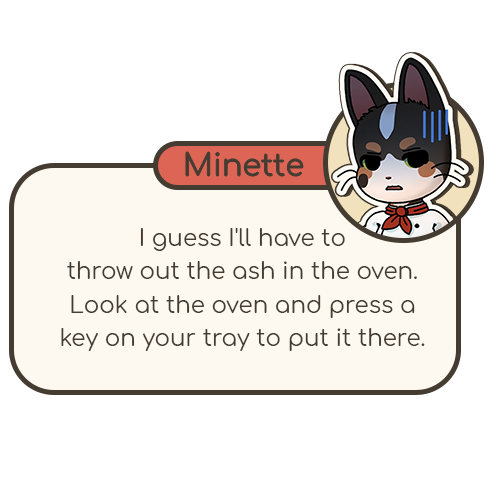 Minette
I guess I'll have to
throw out the ash in the oven.
Look at the oven and press a
key on your tray to put it there.